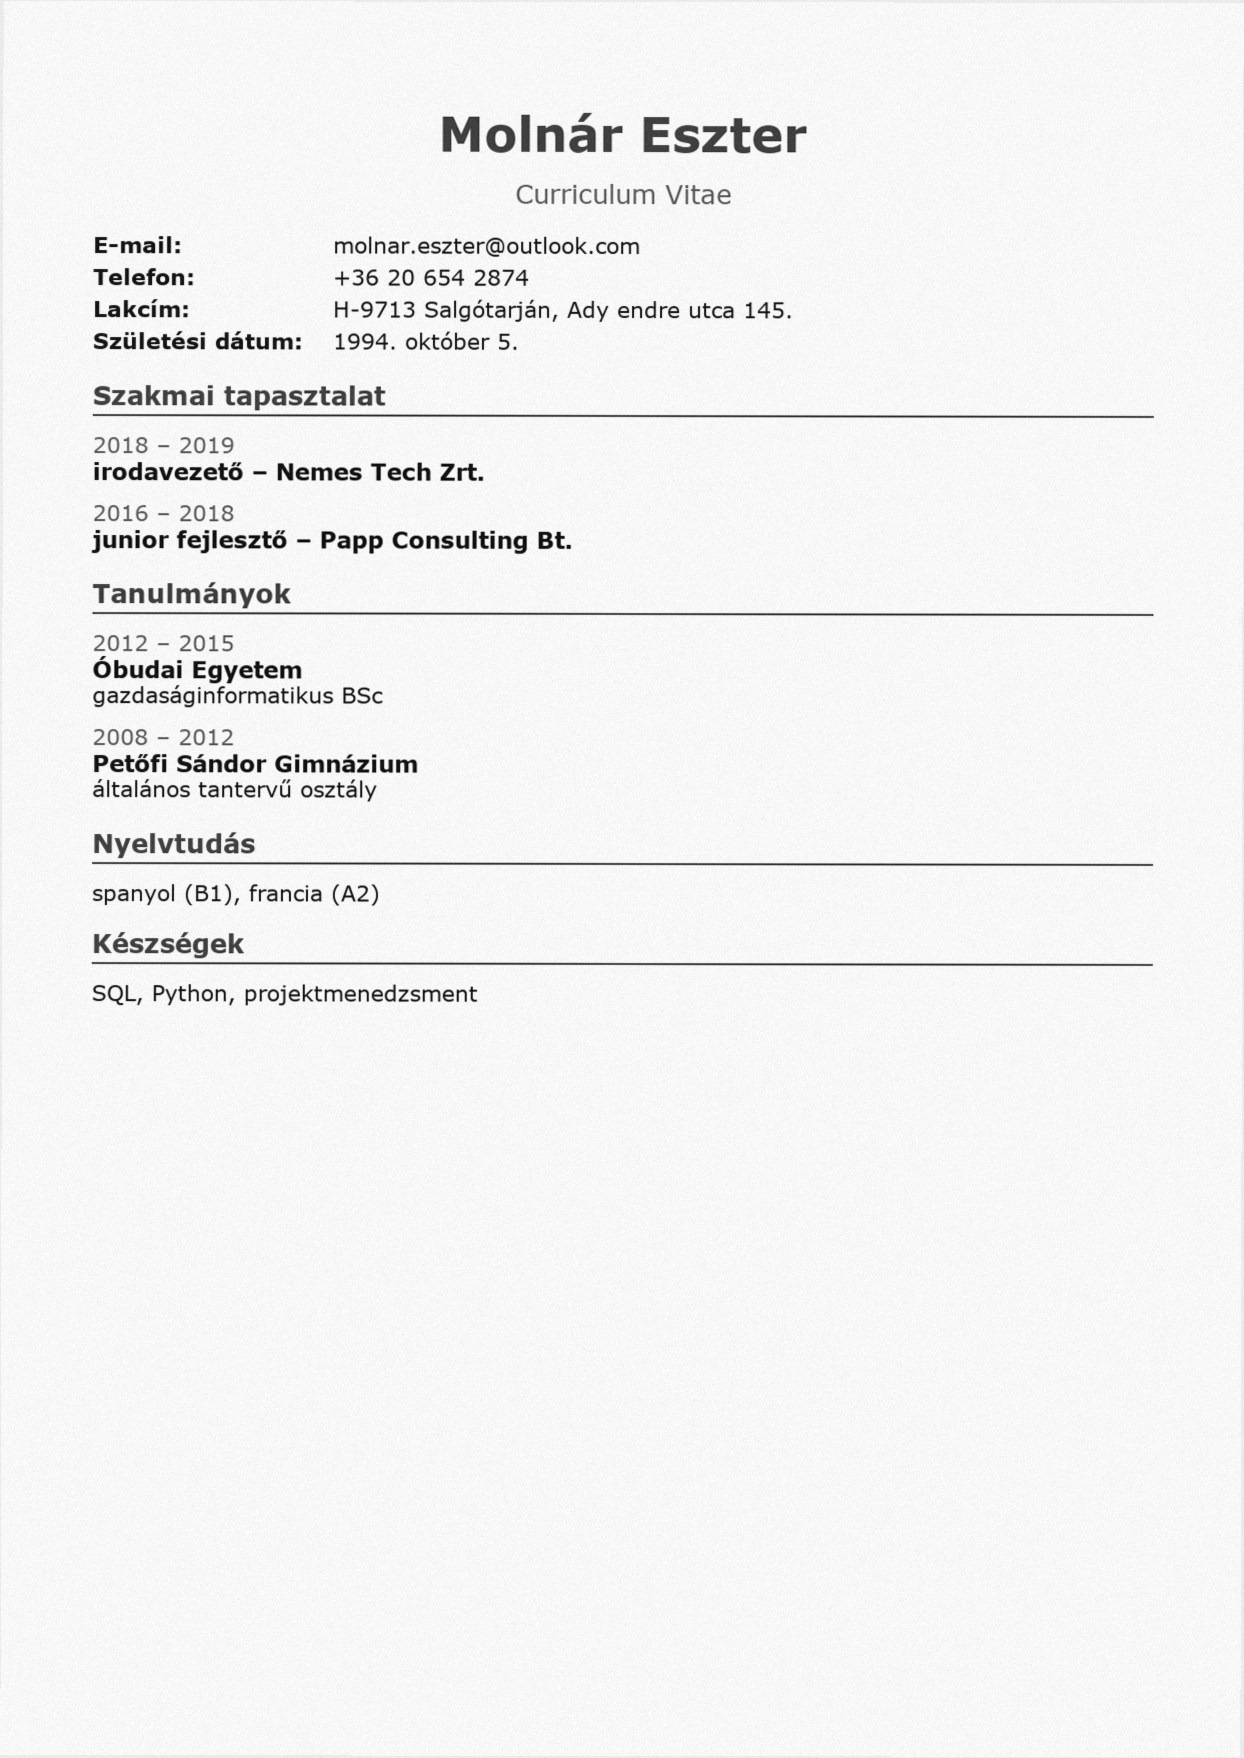 Molnár Eszter
Curriculum Vitae
E-mail: molnar.eszter@outlook.com
Telefon: +36 20 654 2874
Lakcím: H-9713 Salgótarján, Ady endre utca 145.
Születési dátum: 1994. október 5.
Szakmai tapasztalat
2018 – 2019
irodavezető – Nemes Tech Zrt.
2016 – 2018
junior fejlesztő – Papp Consulting Bt.
Tanulmányok
2012 – 2015
Óbudai Egyetem
gazdaságinformatikus BSc
2008 – 2012
Petőfi Sándor Gimnázium
általános tantervű osztály
Nyelvtudás
spanyol (B1), francia (A2)
Készségek
SQL, Python, projektmenedzsment